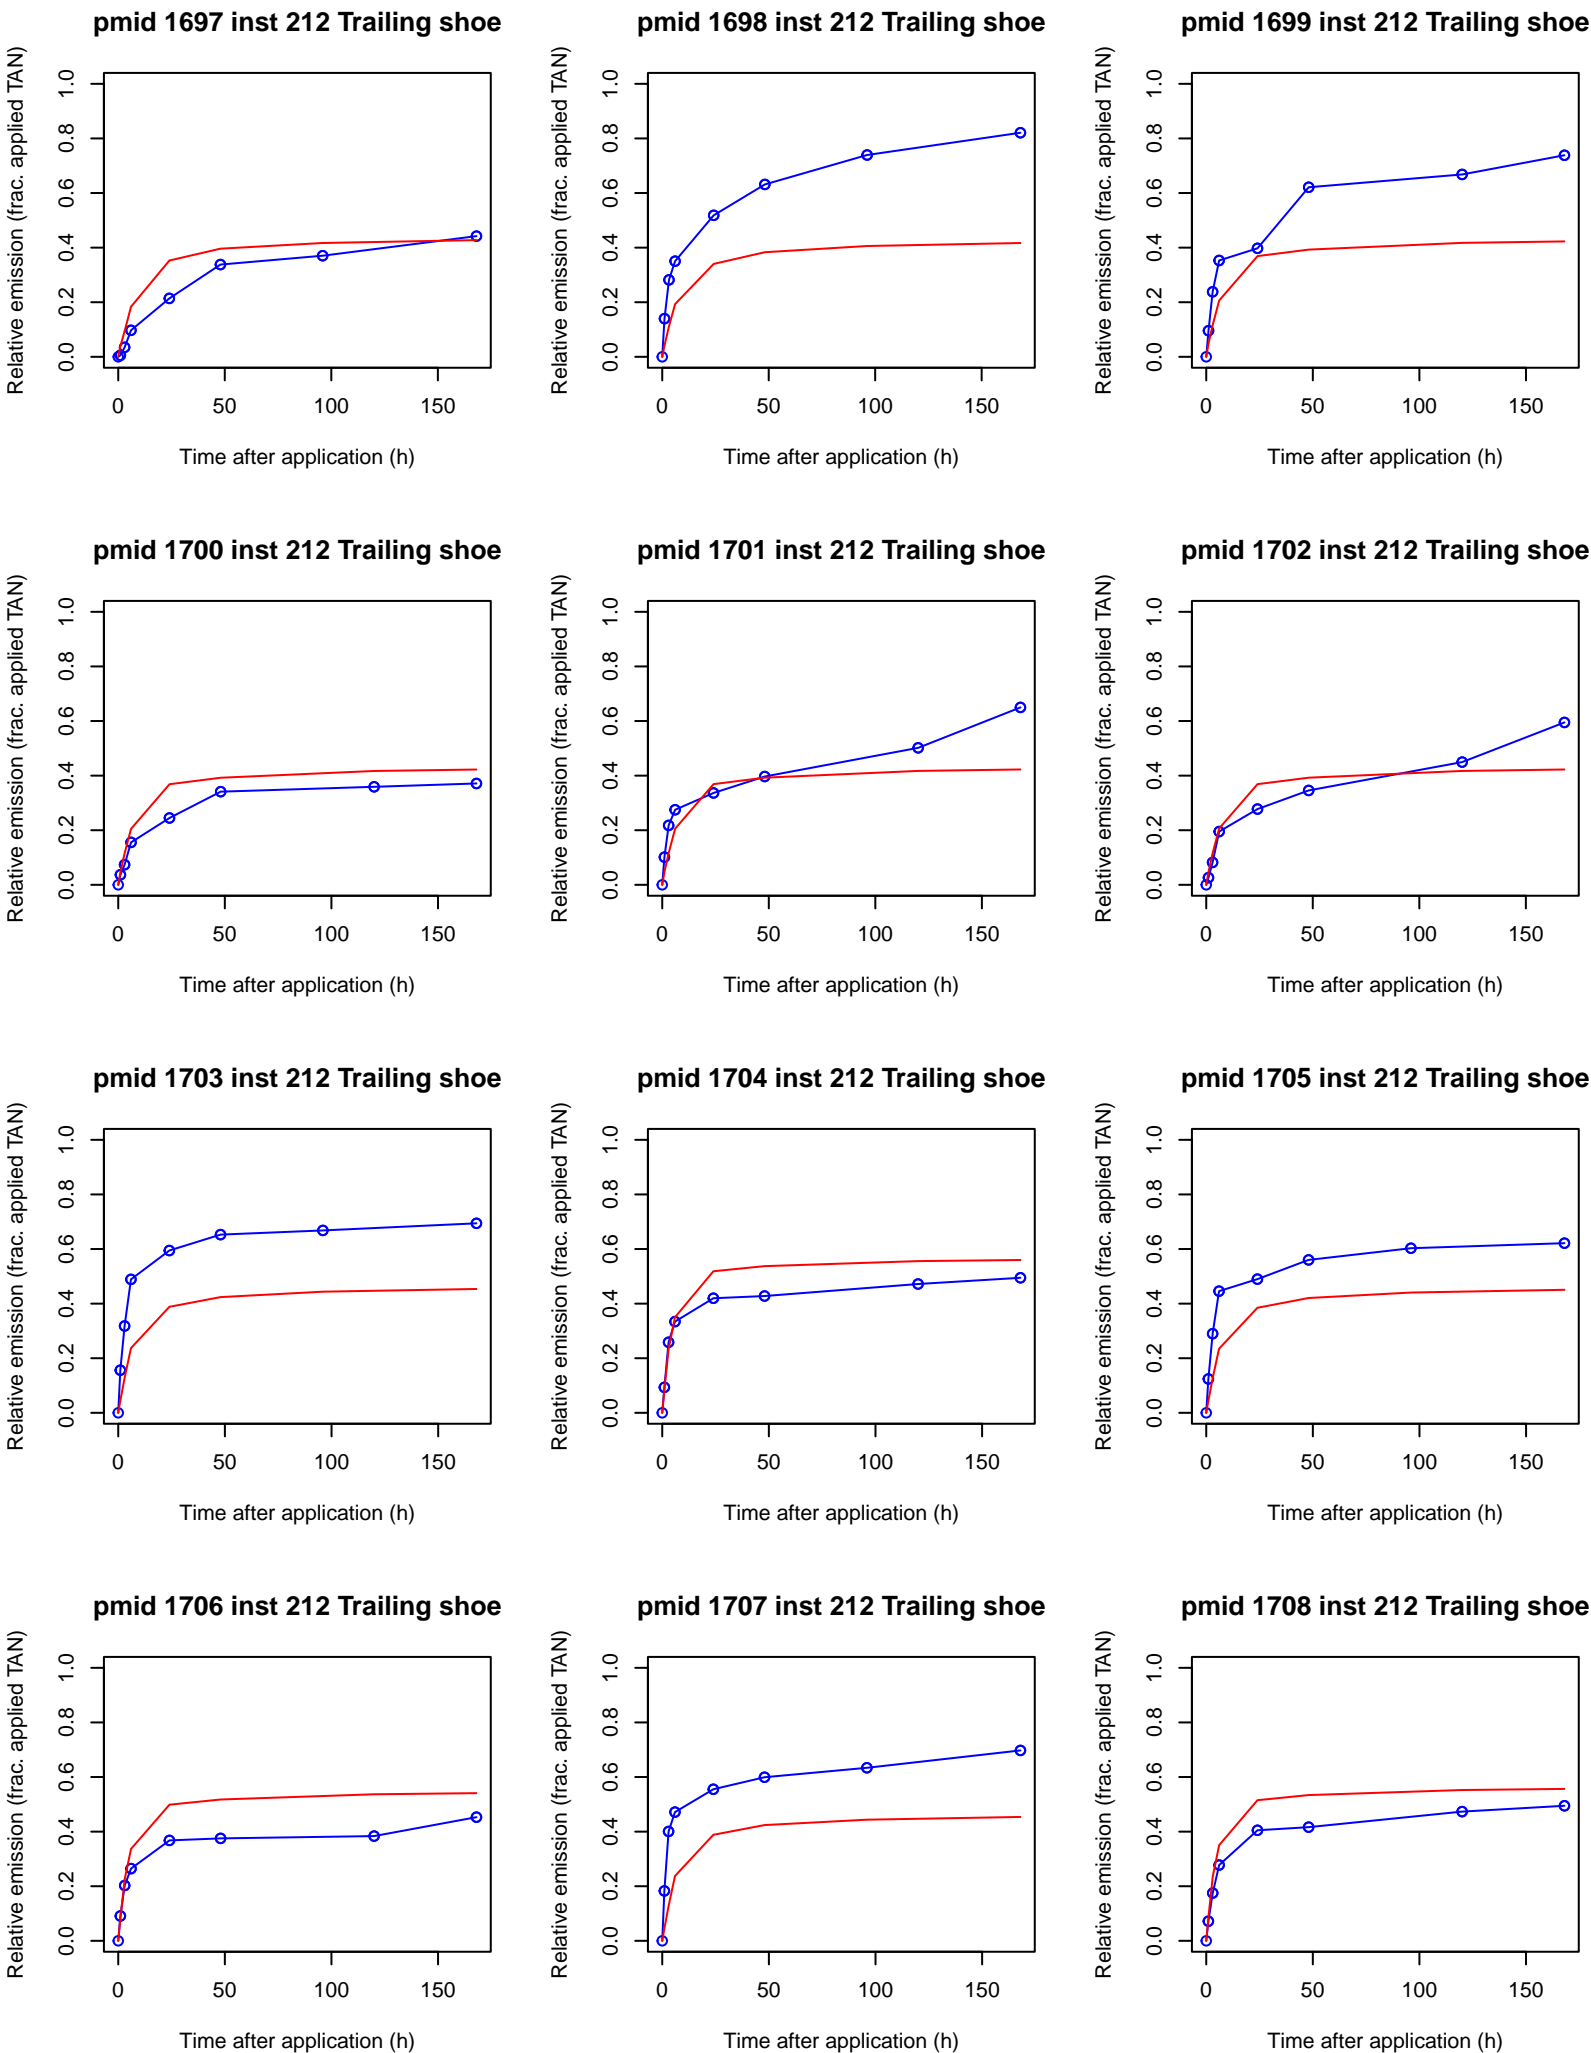 pmid 1697 inst 212 Trailing shoe
Relative emission (frac. applied TAN)
1.0
0.8
0.6
0.4
0.2
0.0
0 50 100 150
Time after application (h)
pmid 1698 inst 212 Trailing shoe
Relative emission (frac. applied TAN)
1.0
0.8
0.6
0.4
0.2
0.0
0 50 100 150
Time after application (h)
pmid 1699 inst 212 Trailing shoe
Relative emission (frac. applied TAN)
1.0
0.8
0.6
0.4
0.2
0.0
0 50 100 150
Time after application (h)
pmid 1700 inst 212 Trailing shoe
Relative emission (frac. applied TAN)
1.0
0.8
0.6
0.4
0.2
0.0
0 50 100 150
Time after application (h)
pmid 1701 inst 212 Trailing shoe
Relative emission (frac. applied TAN)
1.0
0.8
0.6
0.4
0.2
0.0
0 50 100 150
Time after application (h)
pmid 1702 inst 212 Trailing shoe
Relative emission (frac. applied TAN)
1.0
0.8
0.6
0.4
0.2
0.0
0 50 100 150
Time after application (h)
pmid 1703 inst 212 Trailing shoe
Relative emission (frac. applied TAN)
1.0
0.8
0.6
0.4
0.2
0.0
0 50 100 150
Time after application (h)
pmid 1704 inst 212 Trailing shoe
Relative emission (frac. applied TAN)
1.0
0.8
0.6
0.4
0.2
0.0
0 50 100 150
Time after application (h)
pmid 1705 inst 212 Trailing shoe
Relative emission (frac. applied TAN)
1.0
0.8
0.6
0.4
0.2
0.0
0 50 100 150
Time after application (h)
pmid 1706 inst 212 Trailing shoe
Relative emission (frac. applied TAN)
1.0
0.8
0.6
0.4
0.2
0.0
0 50 100 150
Time after application (h)
pmid 1707 inst 212 Trailing shoe
Relative emission (frac. applied TAN)
1.0
0.8
0.6
0.4
0.2
0.0
0 50 100 150
Time after application (h)
pmid 1708 inst 212 Trailing shoe
Relative emission (frac. applied TAN)
1.0
0.8
0.6
0.4
0.2
0.0
0 50 100 150
Time after application (h)